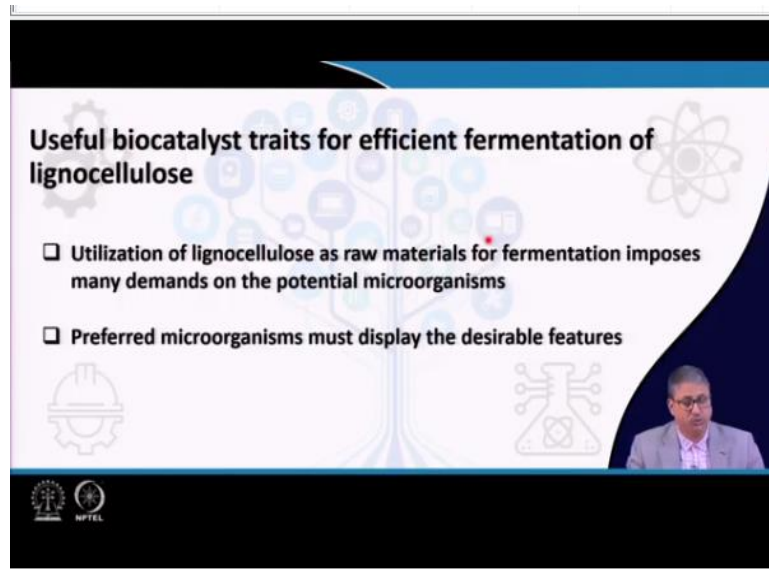 Useful biocatalyst traits for efficient fermentation of
lignocellulose
❑ Utilization of lignocellulose as raw materials for fermentation imposes
many demands on the potential microorganisms
❑ Preferred microorganisms must display the desirable features
NPTEL